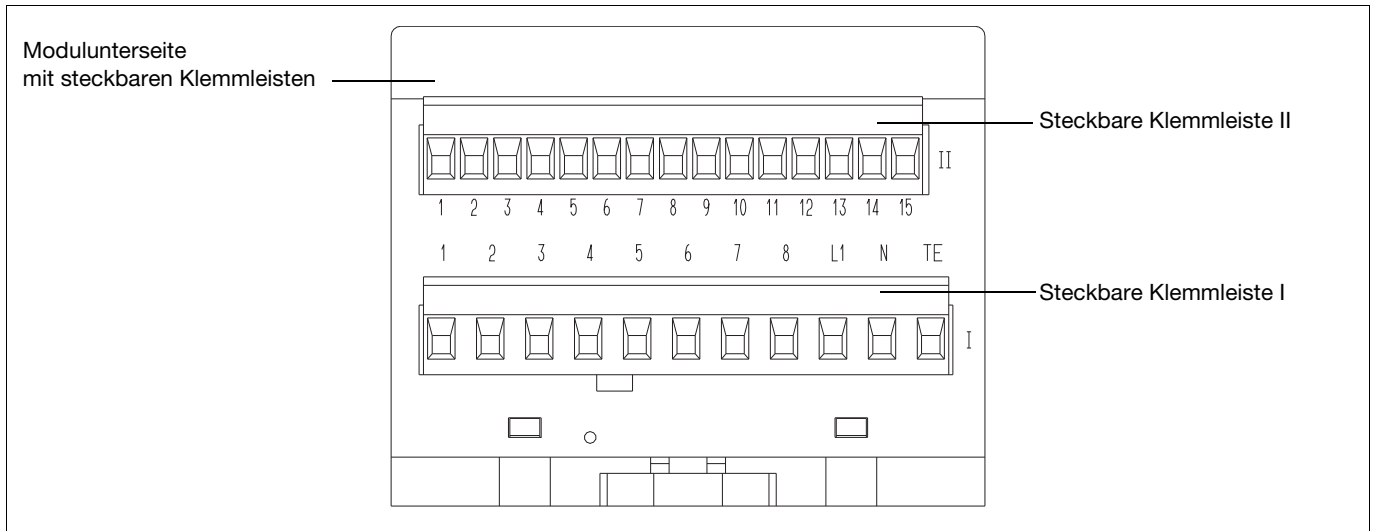 Modulunterseite
mit steckbaren Klemmleisten
Steckbare Klemmleiste II
II
1 2 3 4 5 6 7 8 9 10 11 12 13 14 15
1 2 3 4 5 6 7 8 L1 N TE
Steckbare Klemmleiste I
I